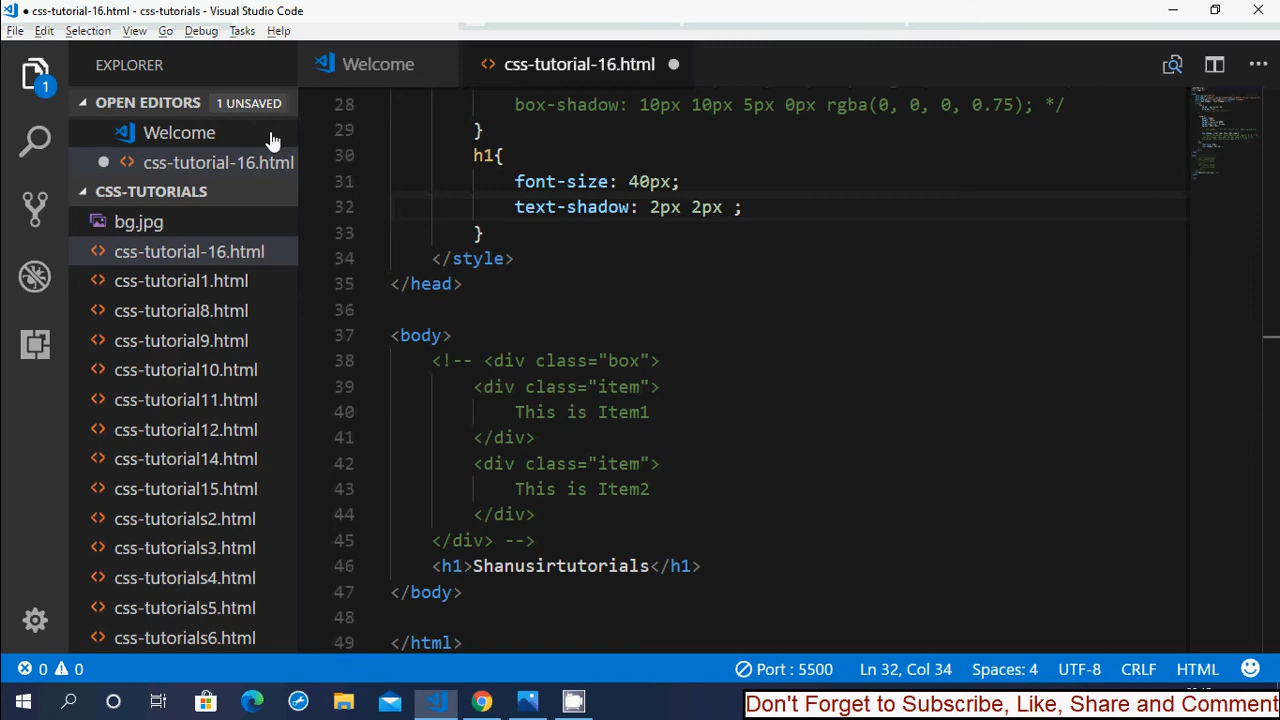 ● css-tutorial-16.html - css-tutorials - Visual Studio Code
File Edit Selection View Go Debug Tasks Help
EXPLORER
Welcome
css-tutorial-16.html
OPEN EDITORS 1 UNSAVED
Welcome
css-tutorial-16.html
CSS-TUTORIALS
bg.jpg
css-tutorial-16.html
css-tutorial1.html
css-tutorial8.html
css-tutorial9.html
css-tutorial10.html
css-tutorial11.html
css-tutorial12.html
css-tutorial14.html
css-tutorial15.html
css-tutorials2.html
css-tutorials3.html
css-tutorials4.html
css-tutorials5.html
css-tutorials6.html
1
28 box-shadow: 10px 10px 5px 0px rgba(0, 0, 0, 0.75); */
29 }
30 h1{
31 font-size: 40px;
32 text-shadow: 2px 2px ;
33 }
34 </style>
35 </head>
36
37 <body>
38 <!-- <div class="box">
39 <div class="item">
40 This is Item1
41 </div>
42 <div class="item">
43 This is Item2
44 </div>
45 </div> -->
46 <h1>Shanusirtutorials</h1>
47 </body>
48
49 </html>
0 0 Port : 5500 Ln 32, Col 34 Spaces: 4 UTF-8 CRLF HTML
Don't Forget to Subscribe, Like, Share and Comment